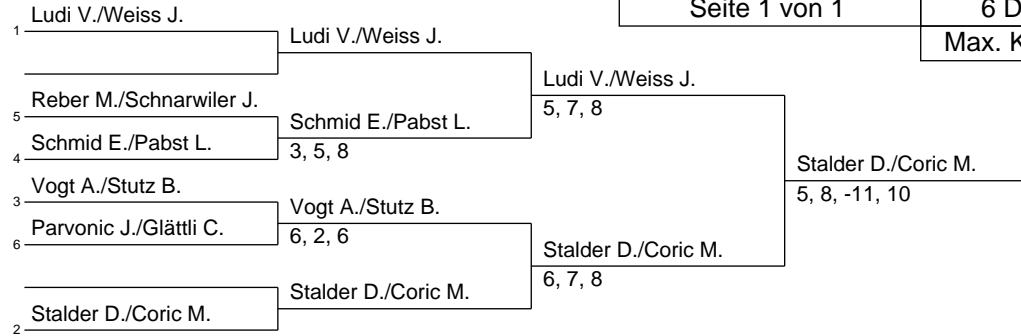 Seite 1 von 1
6 D
Max. K
Ludi V./Weiss J.
1
Ludi V./Weiss J.
Ludi V./Weiss J.
5, 7, 8
Reber M./Schnarwiler J.
5
Schmid E./Pabst L.
3, 5, 8
Schmid E./Pabst L.
4
Stalder D./Coric M.
5, 8, -11, 10
Vogt A./Stutz B.
3
Vogt A./Stutz B.
6, 2, 6
Parvonic J./Glättli C.
6
Stalder D./Coric M.
6, 7, 8
Stalder D./Coric M.
Stalder D./Coric M.
2